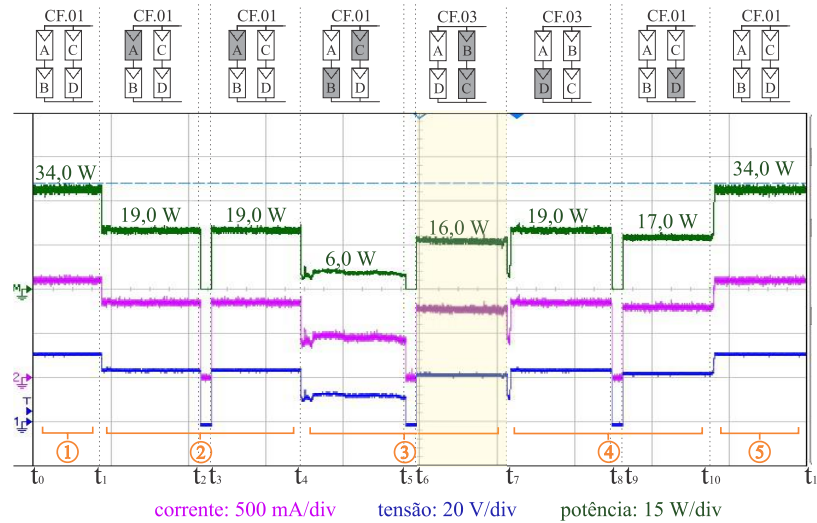 CF.01 CF.01 CF.01 CF.01 CF.03 CF.03 CF.01 CF.01
A C A C A C A C A B A B A C A C
B D B D B D B D D C D C B D B D
34,0 W 19,0 W 19,0 W 6,0 W 16,0 W 19,0 W 17,0 W 34,0 W
M
2
T
1
1 2 3 4 5
t0 t1 t2 t3 t4 t5 t6 t7 t8 t9 t10 t1
corrente: 500 mA/div tensão: 20 V/div potência: 15 W/div